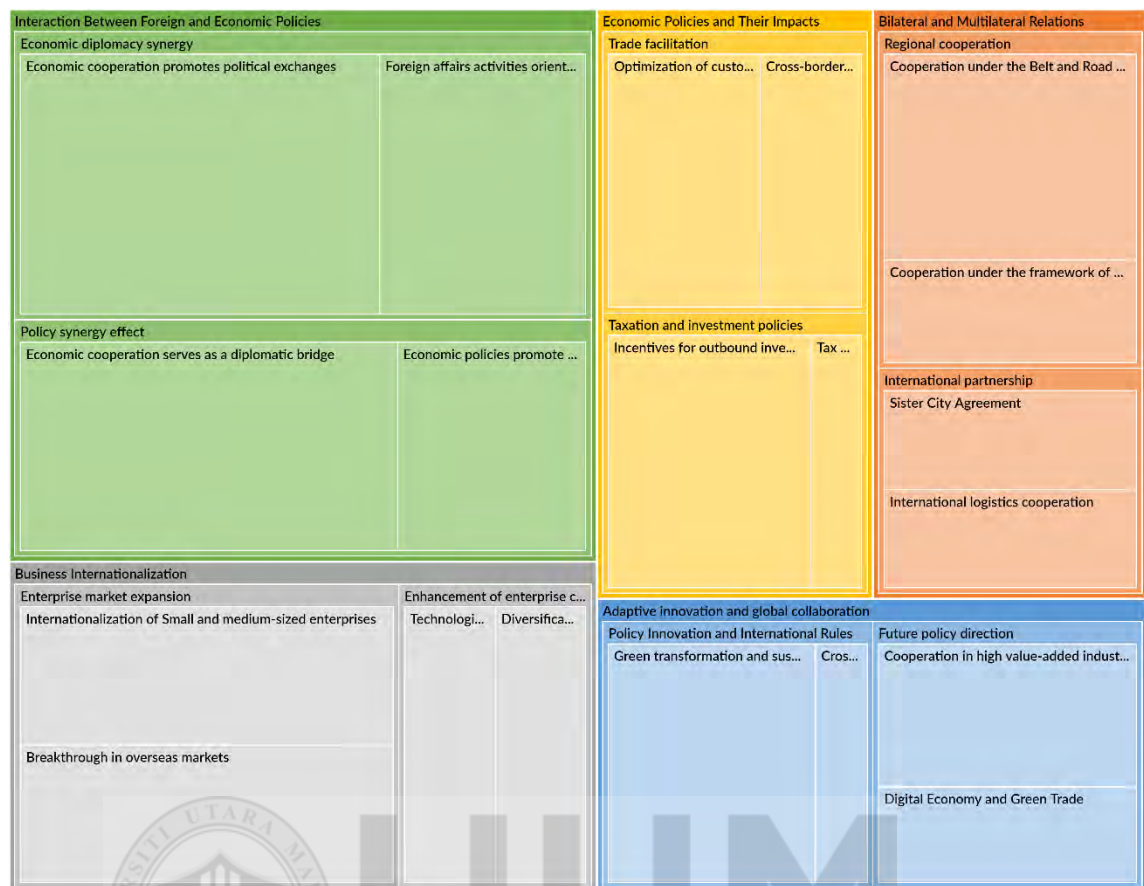 Interaction Between Foreign and Economic Policies
Economic diplomacy synergy
Economic cooperation promotes political exchanges
Foreign affairs activities orient...
Policy synergy effect
Economic cooperation serves as a diplomatic bridge
Economic policies promote ...
Business Internationalization
Enterprise market expansion
Internationalization of Small and medium-sized enterprises
Breakthrough in overseas markets
Enhancement of enterprise c...
Technologi...
Diversifica...
Economic Policies and Their Impacts
Trade facilitation
Optimization of custo...
Cross-border...
Taxation and investment policies
Incentives for outbound inve...
Tax ...
Bilateral and Multilateral Relations
Regional cooperation
Cooperation under the Belt and Road ...
Cooperation under the framework of ...
International partnership
Sister City Agreement
International logistics cooperation
Adaptive innovation and global collaboration
Policy Innovation and International Rules
Green transformation and sus...
Cros...
Future policy direction
Cooperation in high value-added indust...
Digital Economy and Green Trade
UTARA
UUM